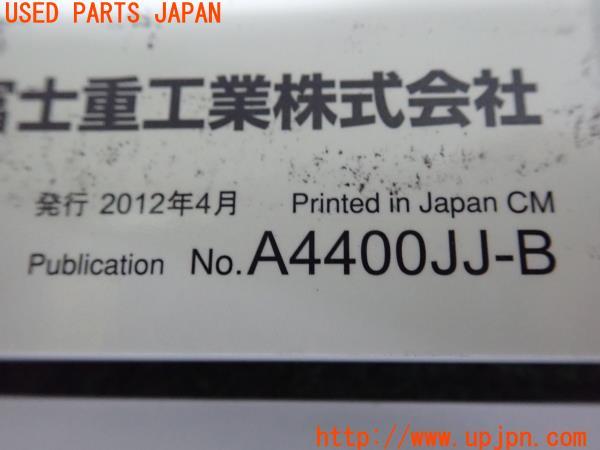 USED PARTS JAPAN
富士重工業株式会社
発行 2012年4月 Printed in Japan CM
Publication No.A4400JJ-B
http://www.upjpn.com/